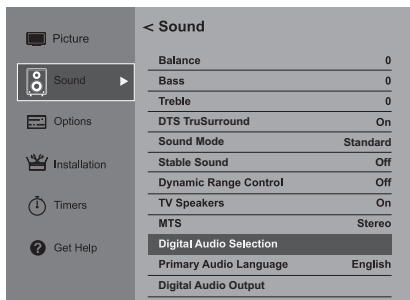 Picture
Sound
Options
Installation
Timers
Get Help
< Sound
Balance 0
Bass 0
Treble 0
DTS TruSurround On
Sound Mode Standard
Stable Sound Off
Dynamic Range Control Off
TV Speakers On
MTS Stereo
Digital Audio Selection
Primary Audio Language English
Digital Audio Output